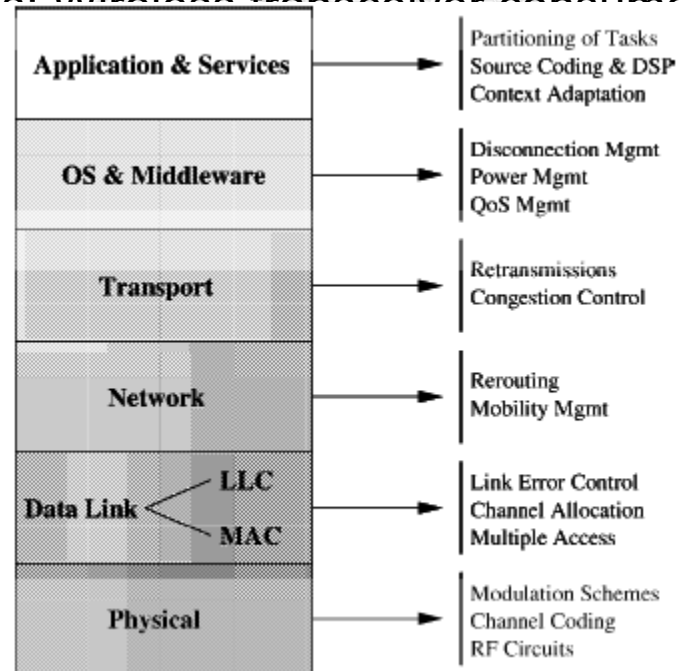 Application & Services
Partitioning of Tasks
Source Coding & DSP
Context Adaptation
OS & Middleware
Disconnection Mgmt
Power Mgmt
QoS Mgmt
Transport
Retransmissions
Congestion Control
Network
Rerouting
Mobility Mgmt
Data Link
LLC
MAC
Link Error Control
Channel Allocation
Multiple Access
Physical
Modulation Schemes
Channel Coding
RF Circuits